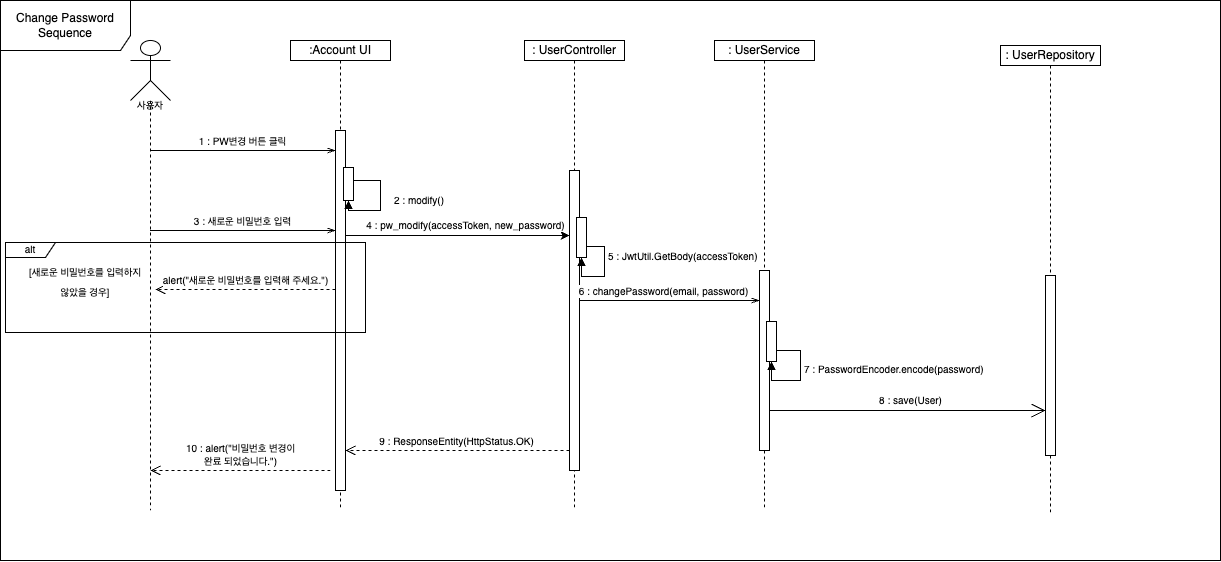 Change Password
Sequence
사용자
:Account UI
: UserController
: UserService
: UserRepository
1 : PW변경 버튼 클릭
2 : modify()
3 : 새로운 비밀번호 입력
4 : pw_modify(accessToken, new_password)
alt
[새로운 비밀번호를 입력하지
않았을 경우]
alert("새로운 비밀번호를 입력해 주세요.")
5 : JwtUtil.GetBody(accessToken)
6 : changePassword(email, password)
7 : PasswordEncoder.encode(password)
8 : save(User)
9 : ResponseEntity(HttpStatus.OK)
10 : alert("비밀번호 변경이
완료 되었습니다.")